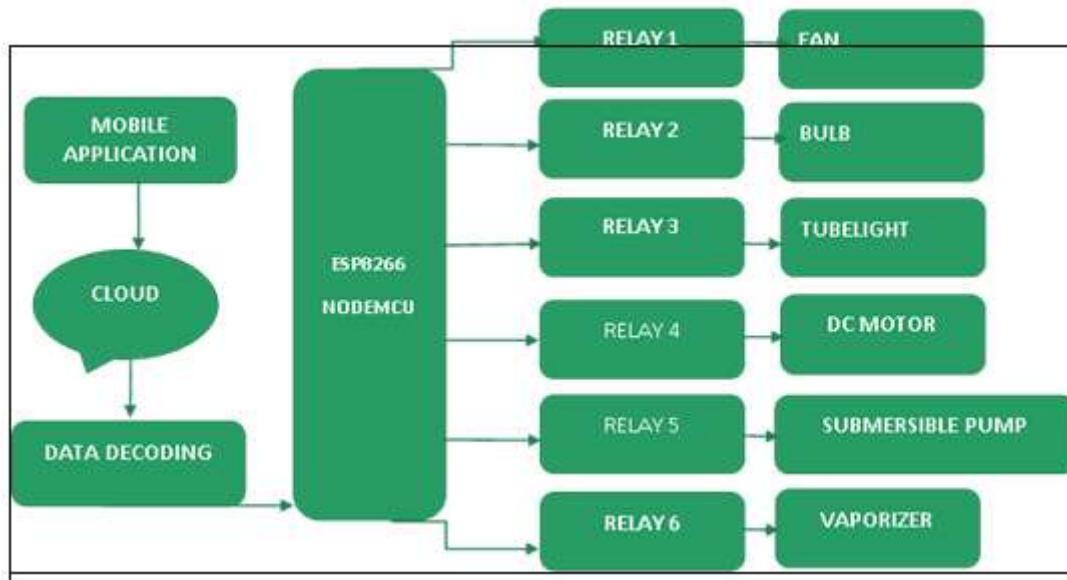 MOBILE
APPLICATION
CLOUD
DATA DECODING
ESP8266
NODEMCU
RELAY 1
FAN
RELAY 2
BULB
RELAY 3
TUBELIGHT
RELAY 4
DC MOTOR
RELAY 5
SUBMERSIBLE PUMP
RELAY 6
VAPORIZER